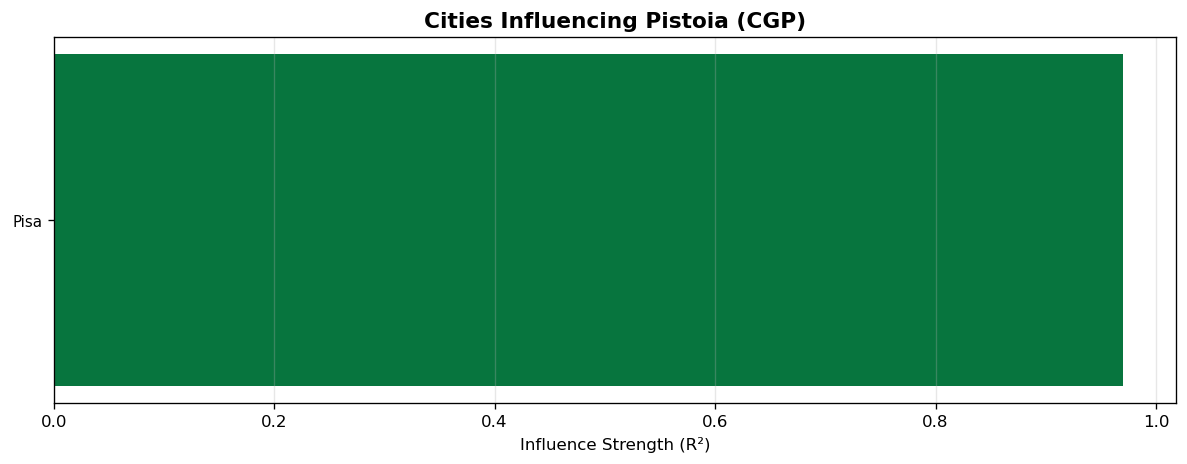 Cities Influencing Pistoia (CGP)
Pisa
0.0 0.2 0.4 0.6 0.8 1.0
Influence Strength (R²)